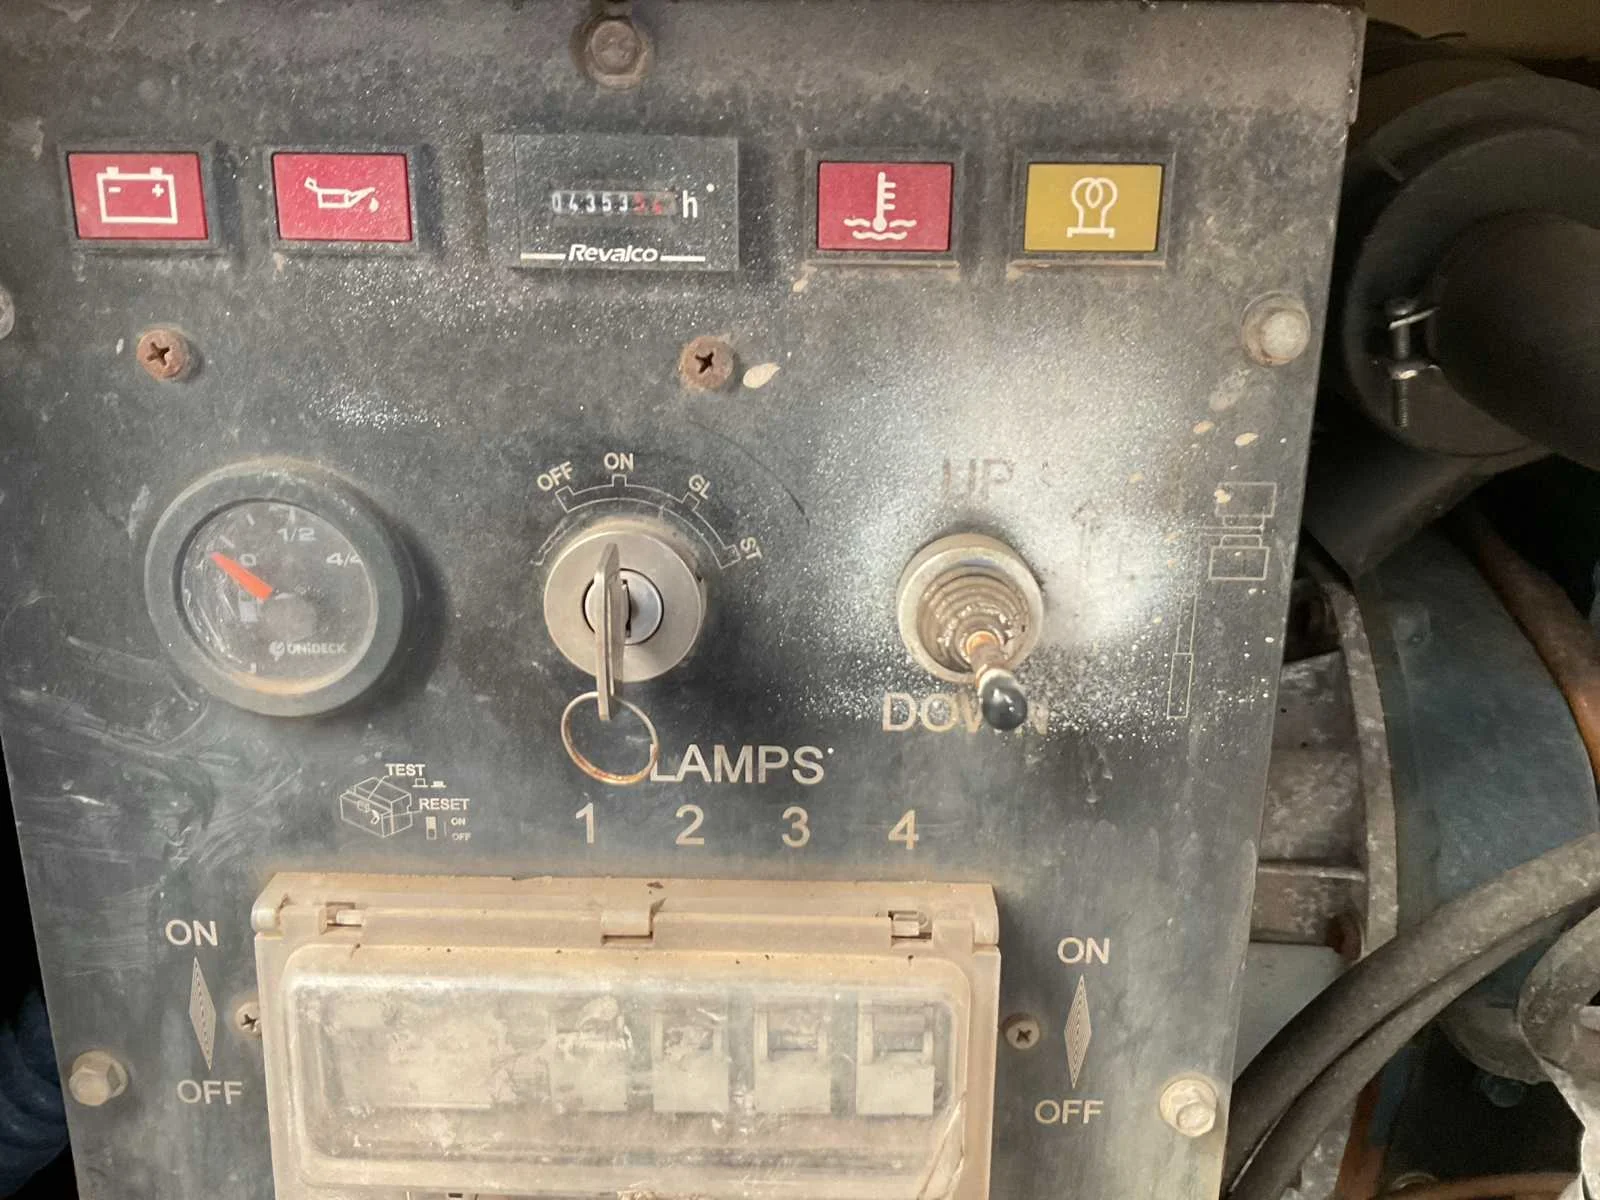 - +
h
Revalco
OFF ON GL ST
UP
1/2
0 4/4
UNIDECK
DOWN
LAMPS
TEST
RESET
ON
OFF
1 2 3 4
ON ON
OFF OFF